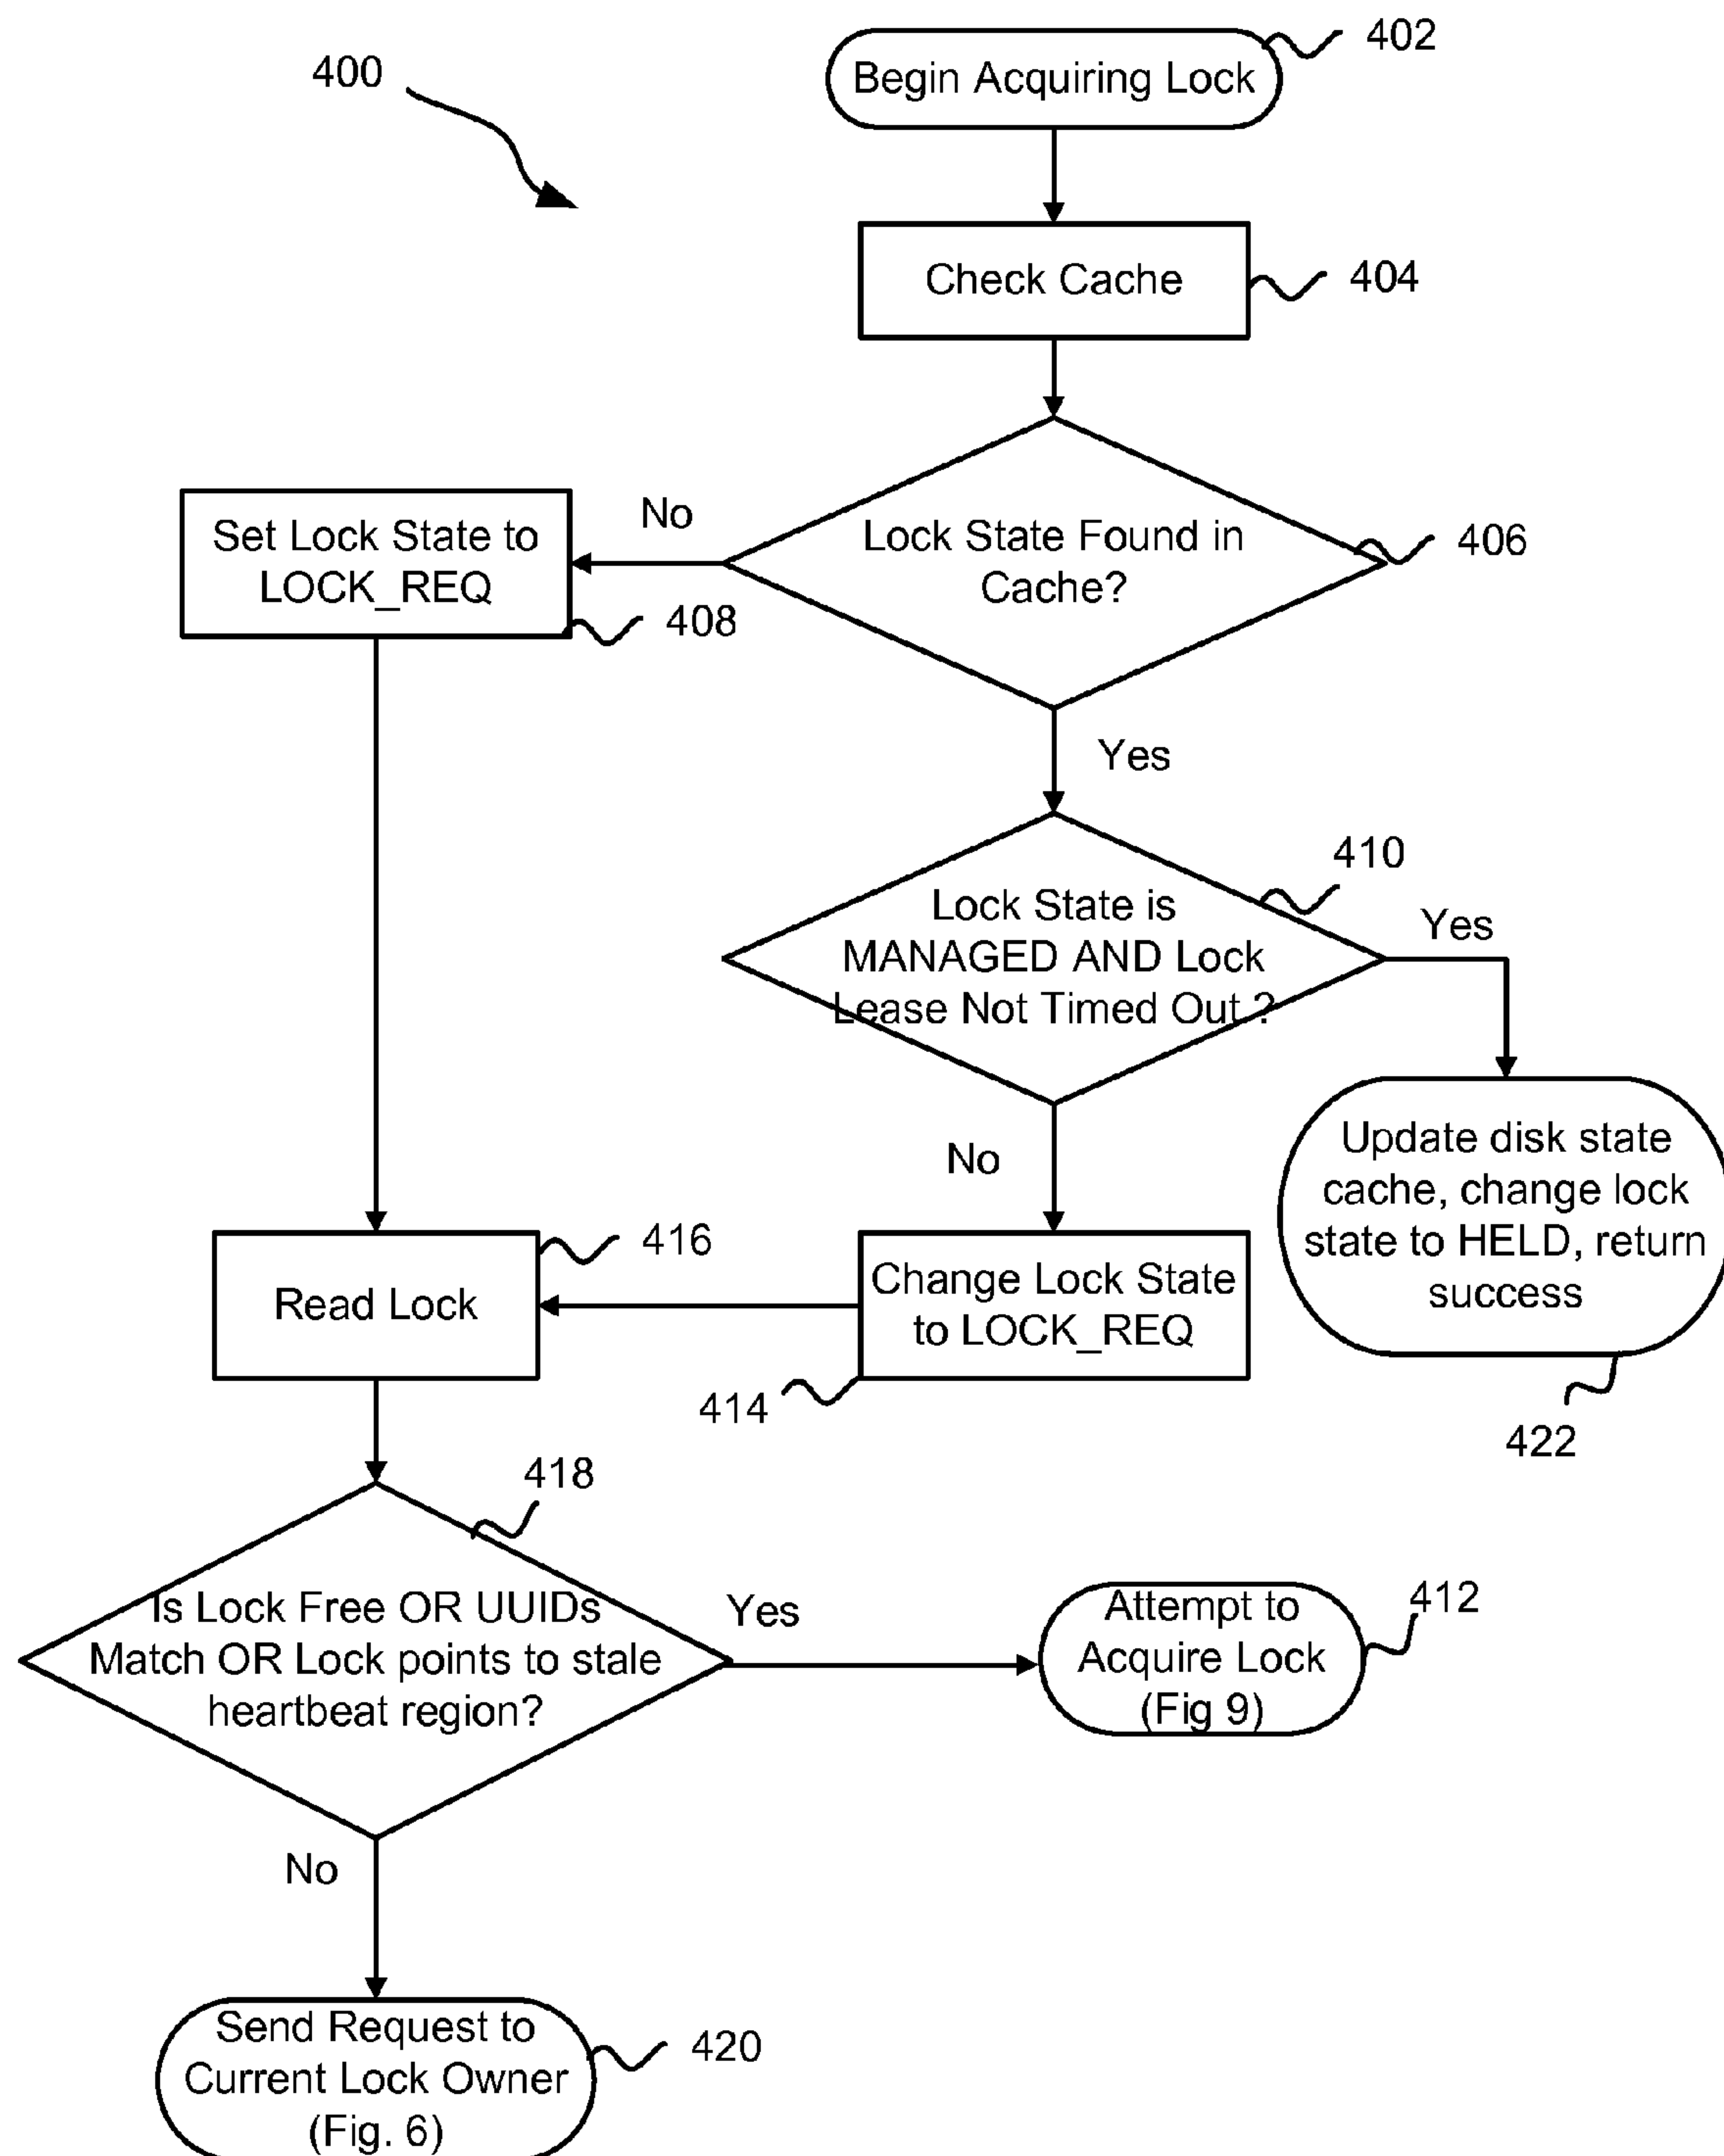 402
Begin Acquiring Lock
400
Check Cache
404
No
Set Lock State to
LOCK_REQ
408
Lock State Found in
Cache?
406
Yes
410
Lock State is
MANAGED AND Lock
Lease Not Timed Out ?
Yes
No
Update disk state
cache, change lock
state to HELD, return
success
422
416
Read Lock
Change Lock State
to LOCK_REQ
414
418
Is Lock Free OR UUIDs
Match OR Lock points to stale
heartbeat region?
Yes
Attempt to
Acquire Lock
(Fig 9)
412
No
Send Request to
Current Lock Owner
(Fig. 6)
420